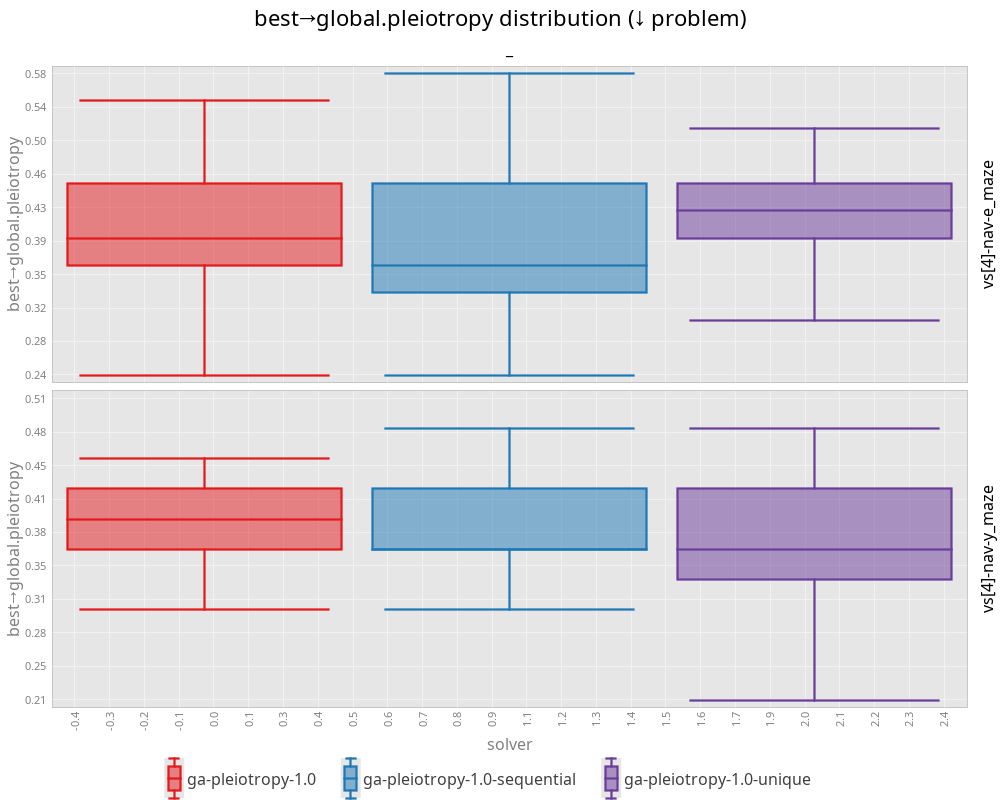 best→global.pleiotropy distribution (↓ problem)
–
best→global.pleiotropy
0.58
0.54
0.50
0.46
0.43
0.39
0.35
0.32
0.28
0.24
vs[4]-nav-e_maze
best→global.pleiotropy
0.51
0.48
0.45
0.41
0.38
0.35
0.31
0.28
0.25
0.21
vs[4]-nav-y_maze
-0.4 -0.3 -0.2 -0.1 0.0 0.1 0.3 0.4 0.5 0.6 0.7 0.8 0.9 1.1 1.2 1.3 1.4 1.5 1.6 1.7 1.9 2.0 2.1 2.2 2.3 2.4
solver
ga-pleiotropy-1.0 ga-pleiotropy-1.0-sequential ga-pleiotropy-1.0-unique